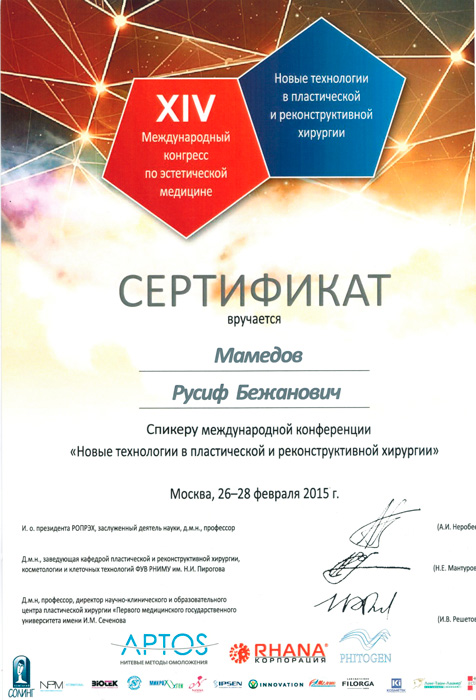 XIV
Международный
конгресс
по эстетической
медицине
Новые технологии
в пластической
и реконструктивной
хирургии
СЕРТИФИКАТ
вручается
Мамедов
Русиф Бежанович
Спикеру международной конференции
«Новые технологии в пластической и реконструктивной хирургии»
Москва, 26–28 февраля 2015 г.
И. о. президента РОПРЭХ, заслуженный деятель науки, д.м.н., профессор
(А.И. Неробе
Д.м.н., заведующая кафедрой пластической и реконструктивной хирургии,
косметологии и клеточных технологий ФУВ РНИМУ им. Н.И. Пирогова
(Н.Е. Мантуров
Д.м.н, профессор, директор научно-клинического и образовательного
центра пластической хирургии «Первого медицинского государственного
университета имени И.М. Сеченова
(И.В. Решето
APTOS
НИТЕВЫЕ МЕТОДЫ ОМОЛОЖЕНИЯ
RHANA
КОРПОРАЦИЯ
PHITOGEN
СОЛИНГ
NPM
BIOTEK
IPSEN
INNOVATION
FILORGA